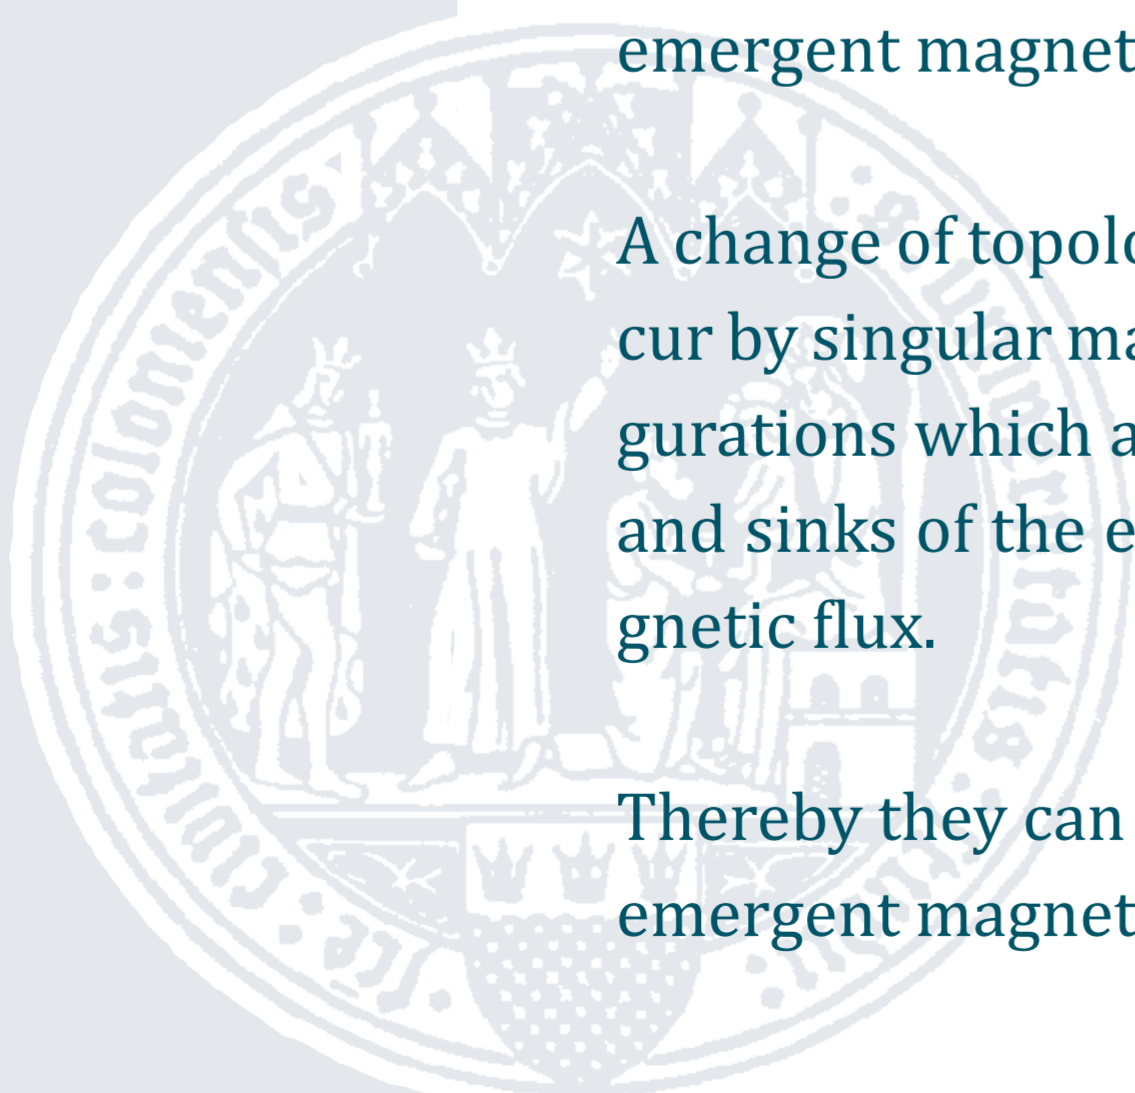 emergent magnet
A change of topolo
cur by singular ma
gurations which a
and sinks of the e
gnetic flux.
Thereby they can
emergent magnet